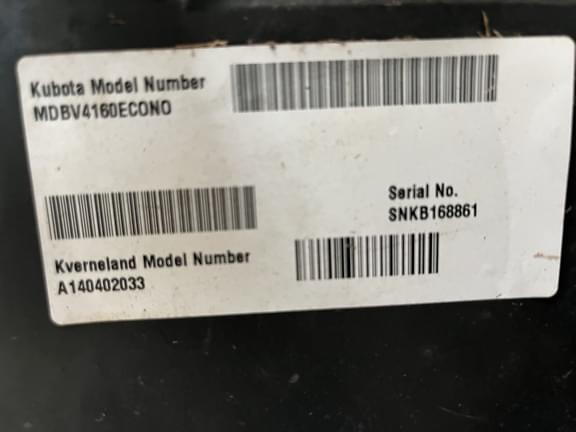 Kubota Model Number
MDBV4160ECONO
Serial No.
SNKB168861
Kverneland Model Number
A140402033